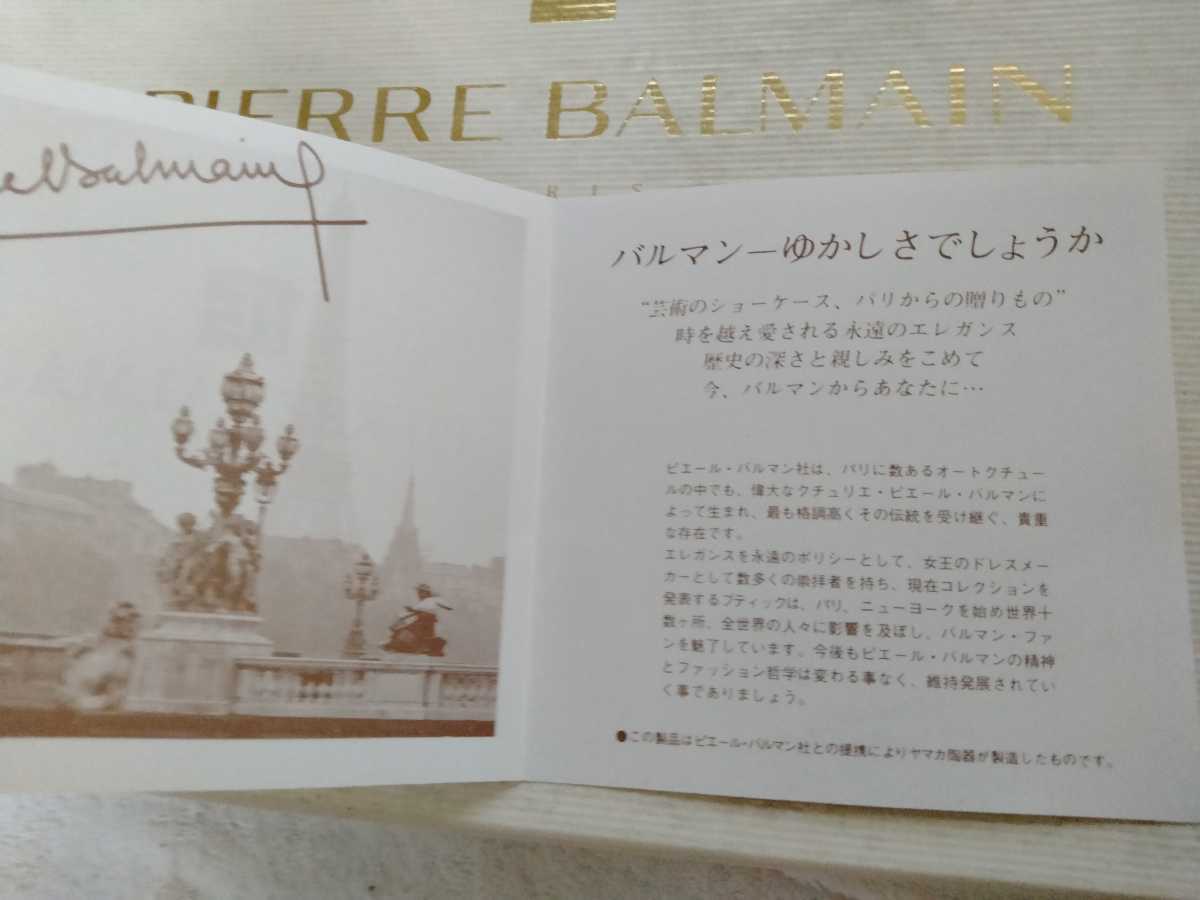 PIERRE BALMAIN
Balmain
バルマン—ゆかしさでしょうか
“芸術のショーケース、パリからの贈りもの”
時を越え愛される永遠のエレガンス
歴史の深さと親しみをこめて
今、バルマンからあなたに…
ピエール・バルマン社は、パリに数あるオートクチュー
ルの中でも、偉大なクチュリエ・ピエール・バルマンに
よって生まれ、最も格調高くその伝統を受け継ぐ、貴重
な存在です。
エレガンスを永遠のポリシーとして、女王のドレスメー
カーとして数多くの崇拝者を持ち、現在コレクションを
発表するブティックは、パリ、ニューヨークを始め世界十
数ヶ所、全世界の人々に影響を及ぼし、バルマン・ファ
ンを魅了しています。今後もピエール・バルマンの精神
とファッション哲学は変わる事なく、維持発展されてい
く事でありましょう。
●この製品はピエール・バルマン社との提携によりヤマカ陶器が製造したものです。